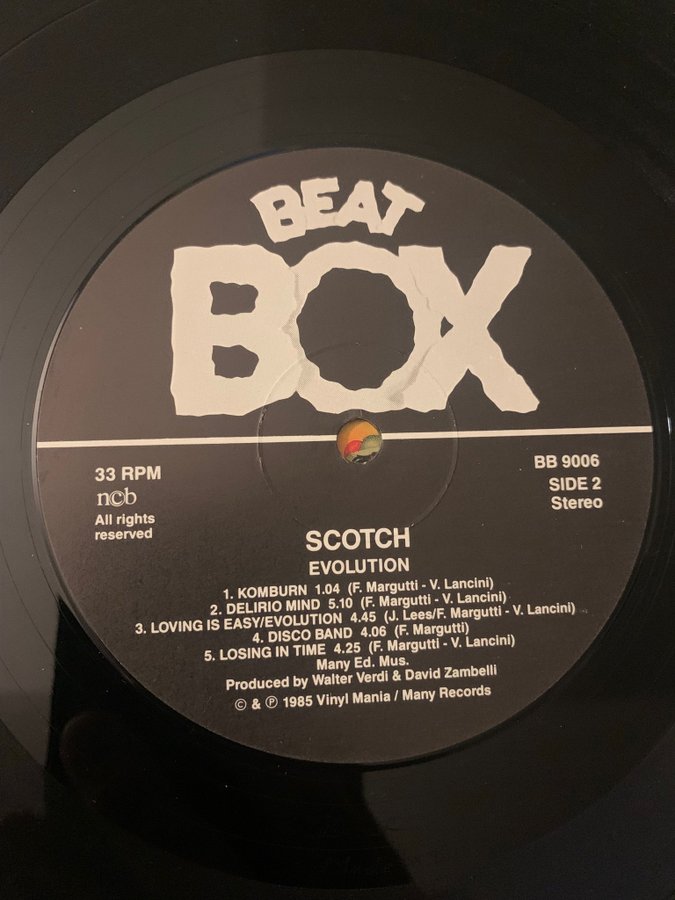 BEAT
BOX
33 RPM
ncb
All rights
reserved
BB 9006
SIDE 2
Stereo
SCOTCH
EVOLUTION
1. KOMBURN 1.04 (F. Margutti - V. Lancini)
2. DELIRIO MIND 5.10 (F. Margutti - V. Lancini)
3. LOVING IS EASY/EVOLUTION 4.45 (J. Lees/F. Margutti - V. Lancini)
4. DISCO BAND 4.06 (F. Margutti)
5. LOSING IN TIME 4.25 (F. Margutti - V. Lancini)
Many Ed. Mus.
Produced by Walter Verdi & David Zambelli
© & ℗ 1985 Vinyl Mania / Many Records